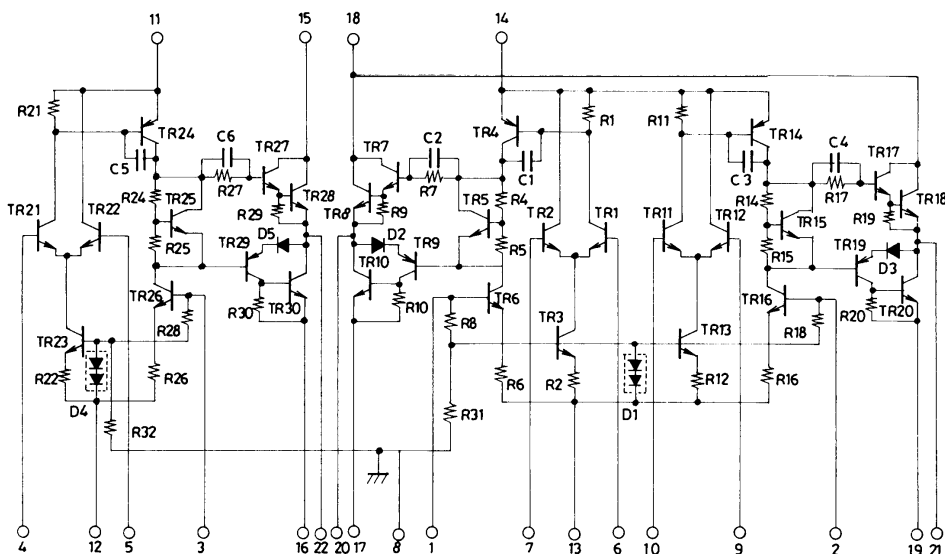 11 15 18 14
R21 TR24 C6 TR27 TR7 C2 TR4 R1 R11 TR14 C4 TR17
C5 R27 TR28 R7 C1 C3 R17 TR18
R24 TR25 R29 TR8 R9 TR5 R4 R14 TR15 R19
TR21 TR22 R25 TR29 D5 D2 TR9 R5 TR2 TR1 TR11 TR12 R15 TR19 D3
TR26 TR30 TR10 TR6 TR16 TR20
R28 R30 R10 R8 R18 R20
TR23 TR3 TR13
R22 R26 R6 R2 R12 R16
D4 R32 R31 D1
4 12 5 3 16 22 20 17 8 1 7 13 6 10 9 2 19 21